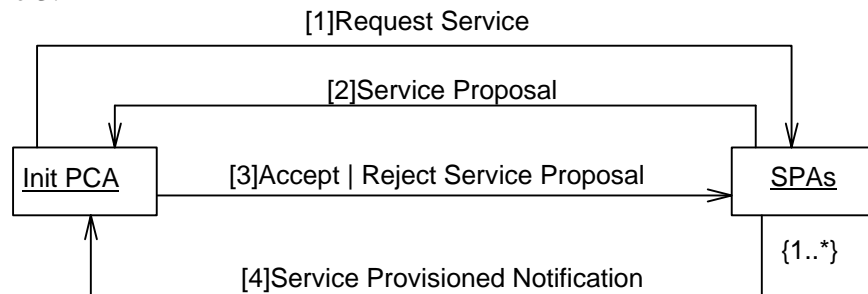 [1]Request Service
[2]Service Proposal
Init PCA
[3]Accept | Reject Service Proposal
SPAs
{1..*}
[4]Service Provisioned Notification